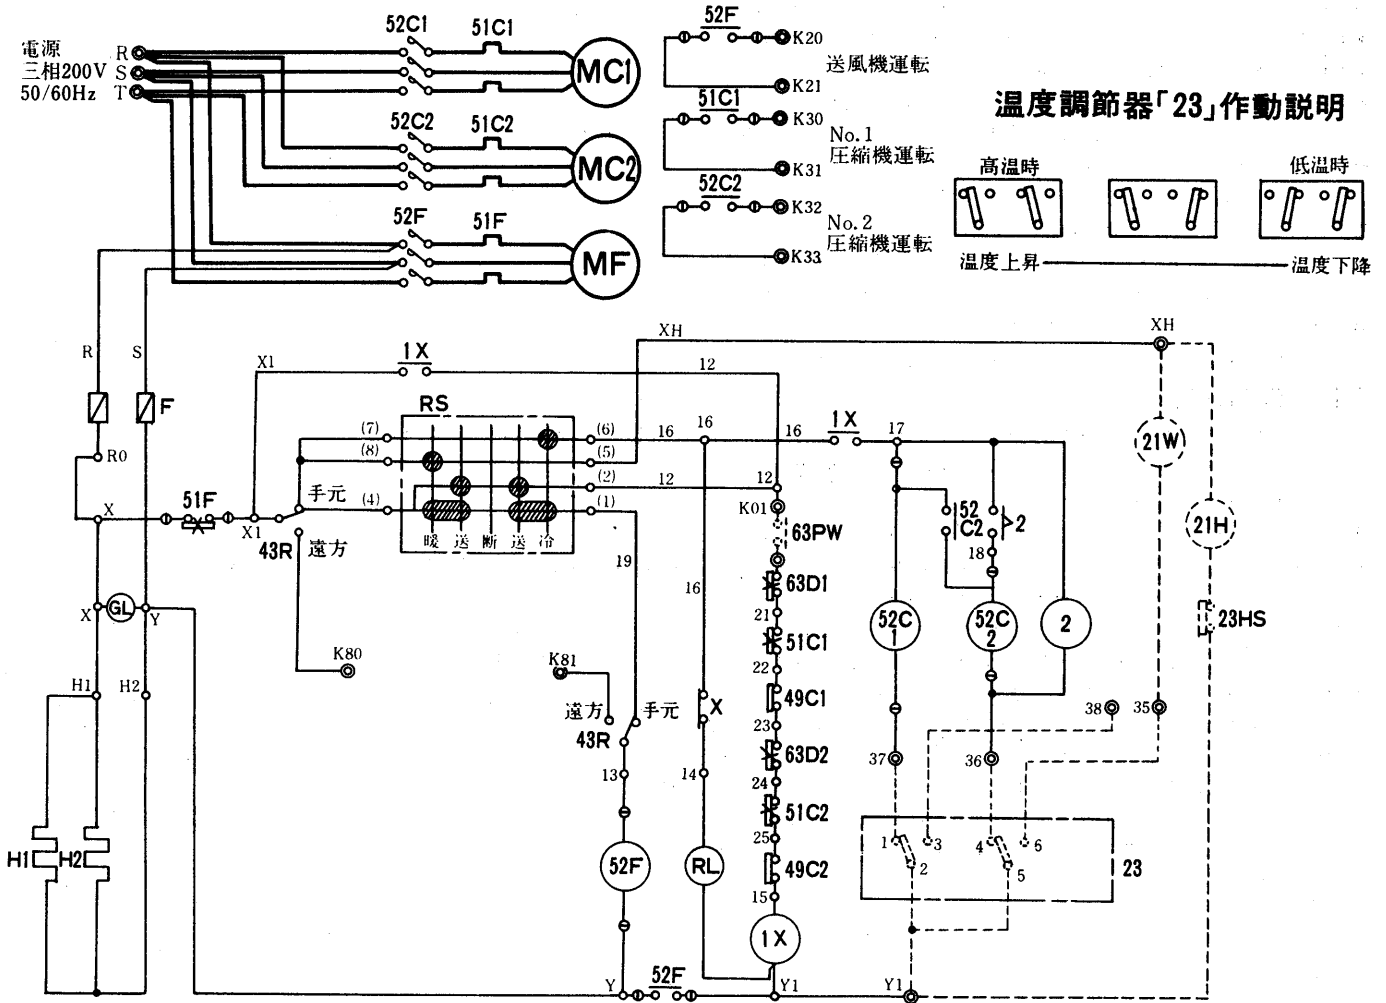 電源
三相200V
50/60Hz
R
S
T
52C1
51C1
MC1
52C2
51C2
MC2
52F
51F
MF
52F
K20
送風機運転
K21
51C1
K30
No.1
圧縮機運転
K31
52C2
K32
No.2
圧縮機運転
K33
温度調節器「23」作動説明
高温時
低温時
温度上昇
温度下降
R
S
F
R0
X
51F
X1
X1
1X
12
XH
XH
RS
(7)
(8)
(4)
(6)
(5)
(2)
(1)
暖 送 断 送 冷
手元
43R 遠方
K80
K81
遠方
手元
43R
19
13
52F
Y
16
16
16
16
X
14
RL
12
12
K01
63PW
63D1
21
51C1
22
49C1
23
63D2
24
51C2
25
49C2
15
1X
Y1
52F
1X
17
52
C2
2
18
52C
1
52C
2
2
21W
21H
23HS
38
35
37
36
1
3
2
4
6
5
23
Y1
X
GL
Y
H1
H2
H1
H2